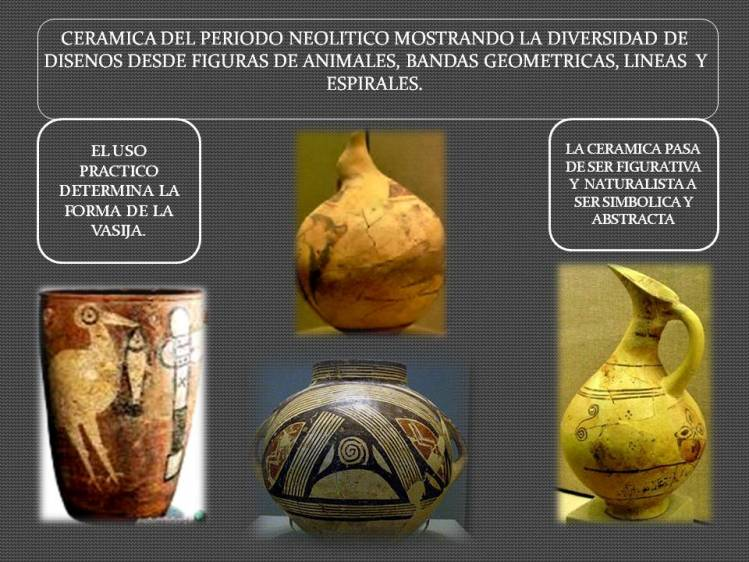 CERAMICA DEL PERIODO NEOLITICO MOSTRANDO LA DIVERSIDAD DE
DISENOS DESDE FIGURAS DE ANIMALES, BANDAS GEOMETRICAS, LINEAS Y
ESPIRALES.
EL USO
PRACTICO
DETERMINA LA
FORMA DE LA
VASIJA.
LA CERAMICA PASA
DE SER FIGURATIVA
Y NATURALISTA A
SER SIMBOLICA Y
ABSTRACTA